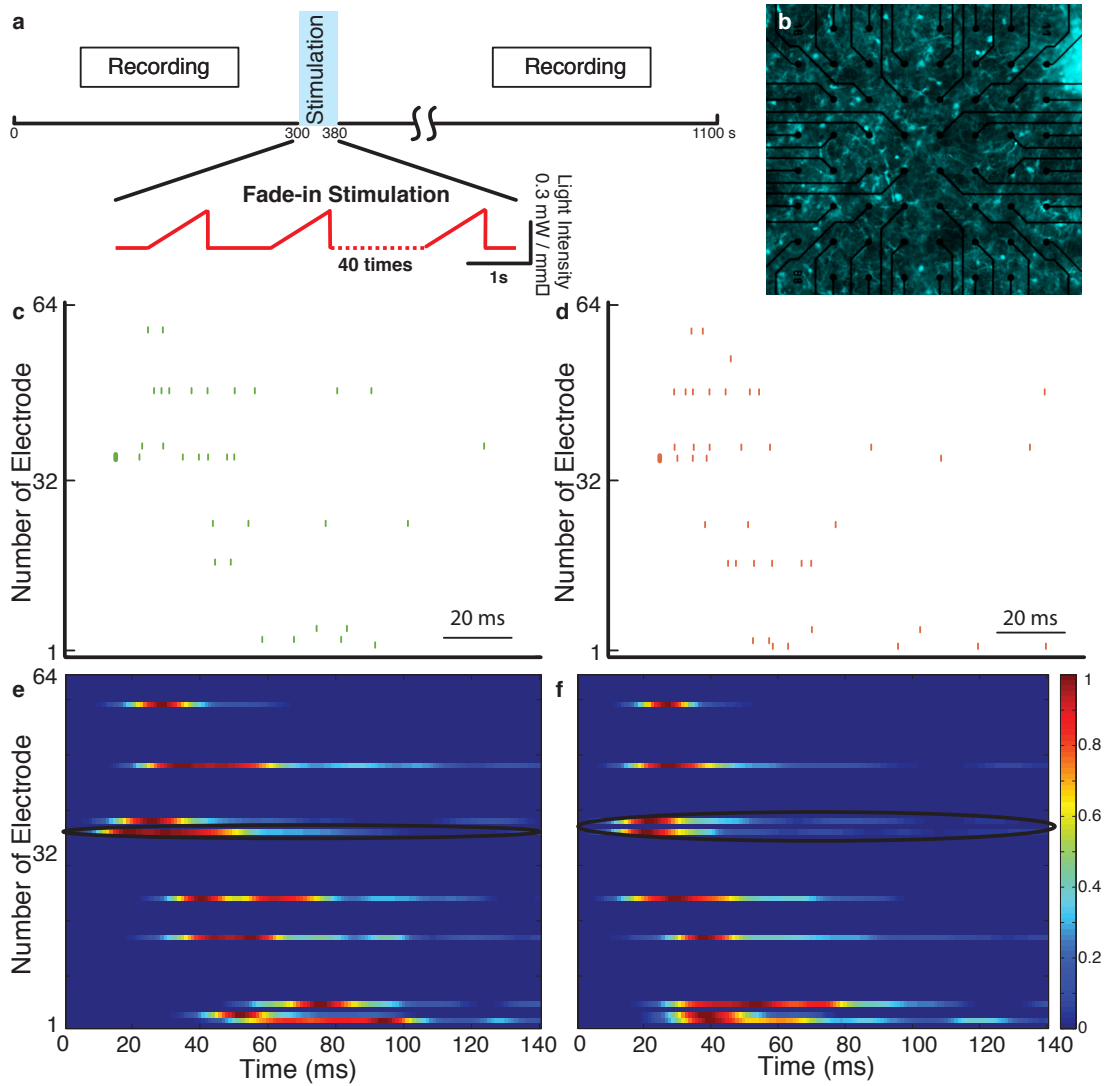 a
Recording
Stimulation
Recording
0
300
380
1100 s
Fade-in Stimulation
40 times
1s
Light Intensity
0.3 mW / mm□
b
c
64
32
1
Number of Electrode
20 ms
d
64
32
1
Number of Electrode
20 ms
e
64
32
1
Number of Electrode
0 20 40 60 80 100 120 140
Time (ms)
f
0 20 40 60 80 100 120 140
Time (ms)
1
0.8
0.6
0.4
0.2
0